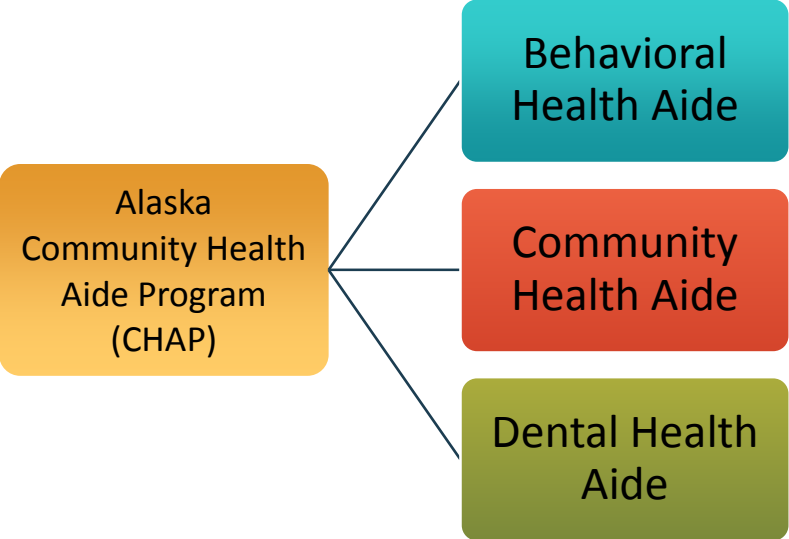 Alaska
Community Health
Aide Program
(CHAP)
Behavioral
Health Aide
Community
Health Aide
Dental Health
Aide